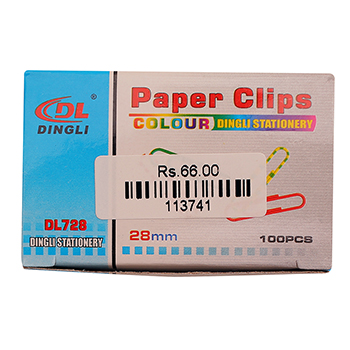 DL®
DINGLI
Paper Clips
COLOUR DINGLI STATIONERY
Rs.66.00
113741
DL728
DINGLI STATIONERY
28mm
100PCS